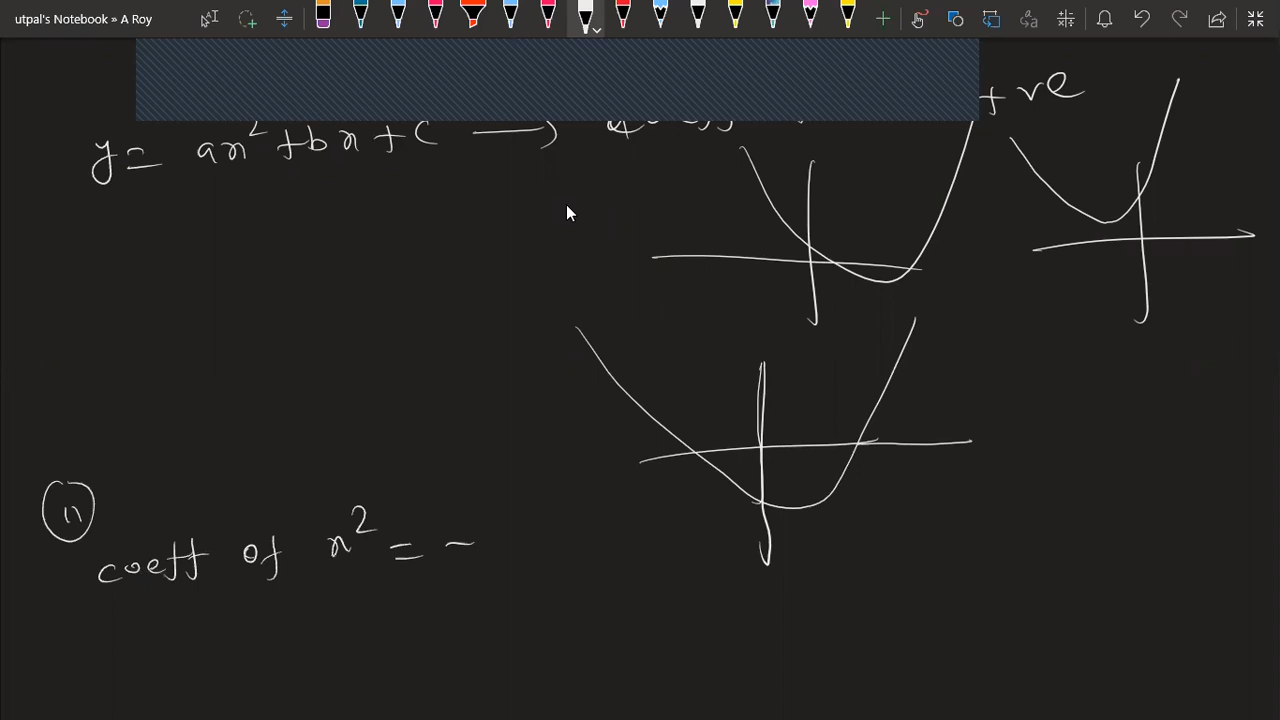 utpal's Notebook » A Roy
+ ve
y = ax² + bx + c ⟶
(ii)
coeff of x² = -